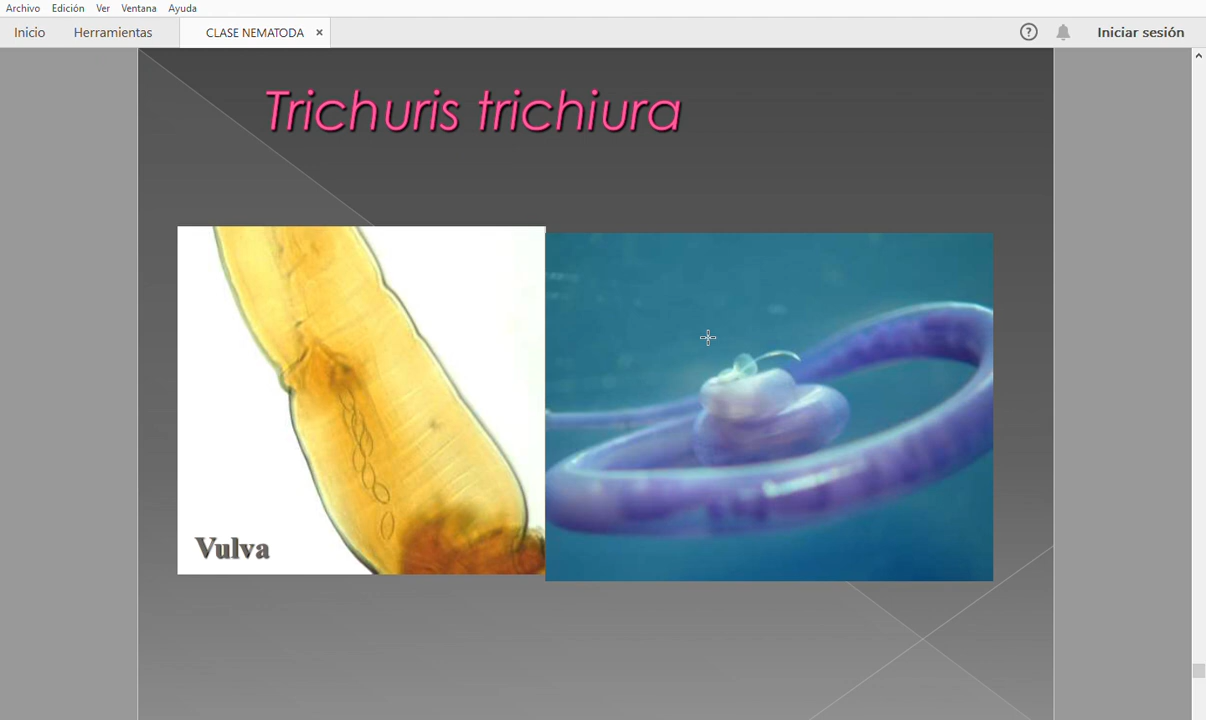 Archivo Edición Ver Ventana Ayuda
Inicio Herramientas CLASE NEMATODA × ? Iniciar sesión
Trichuris trichiura
Vulva